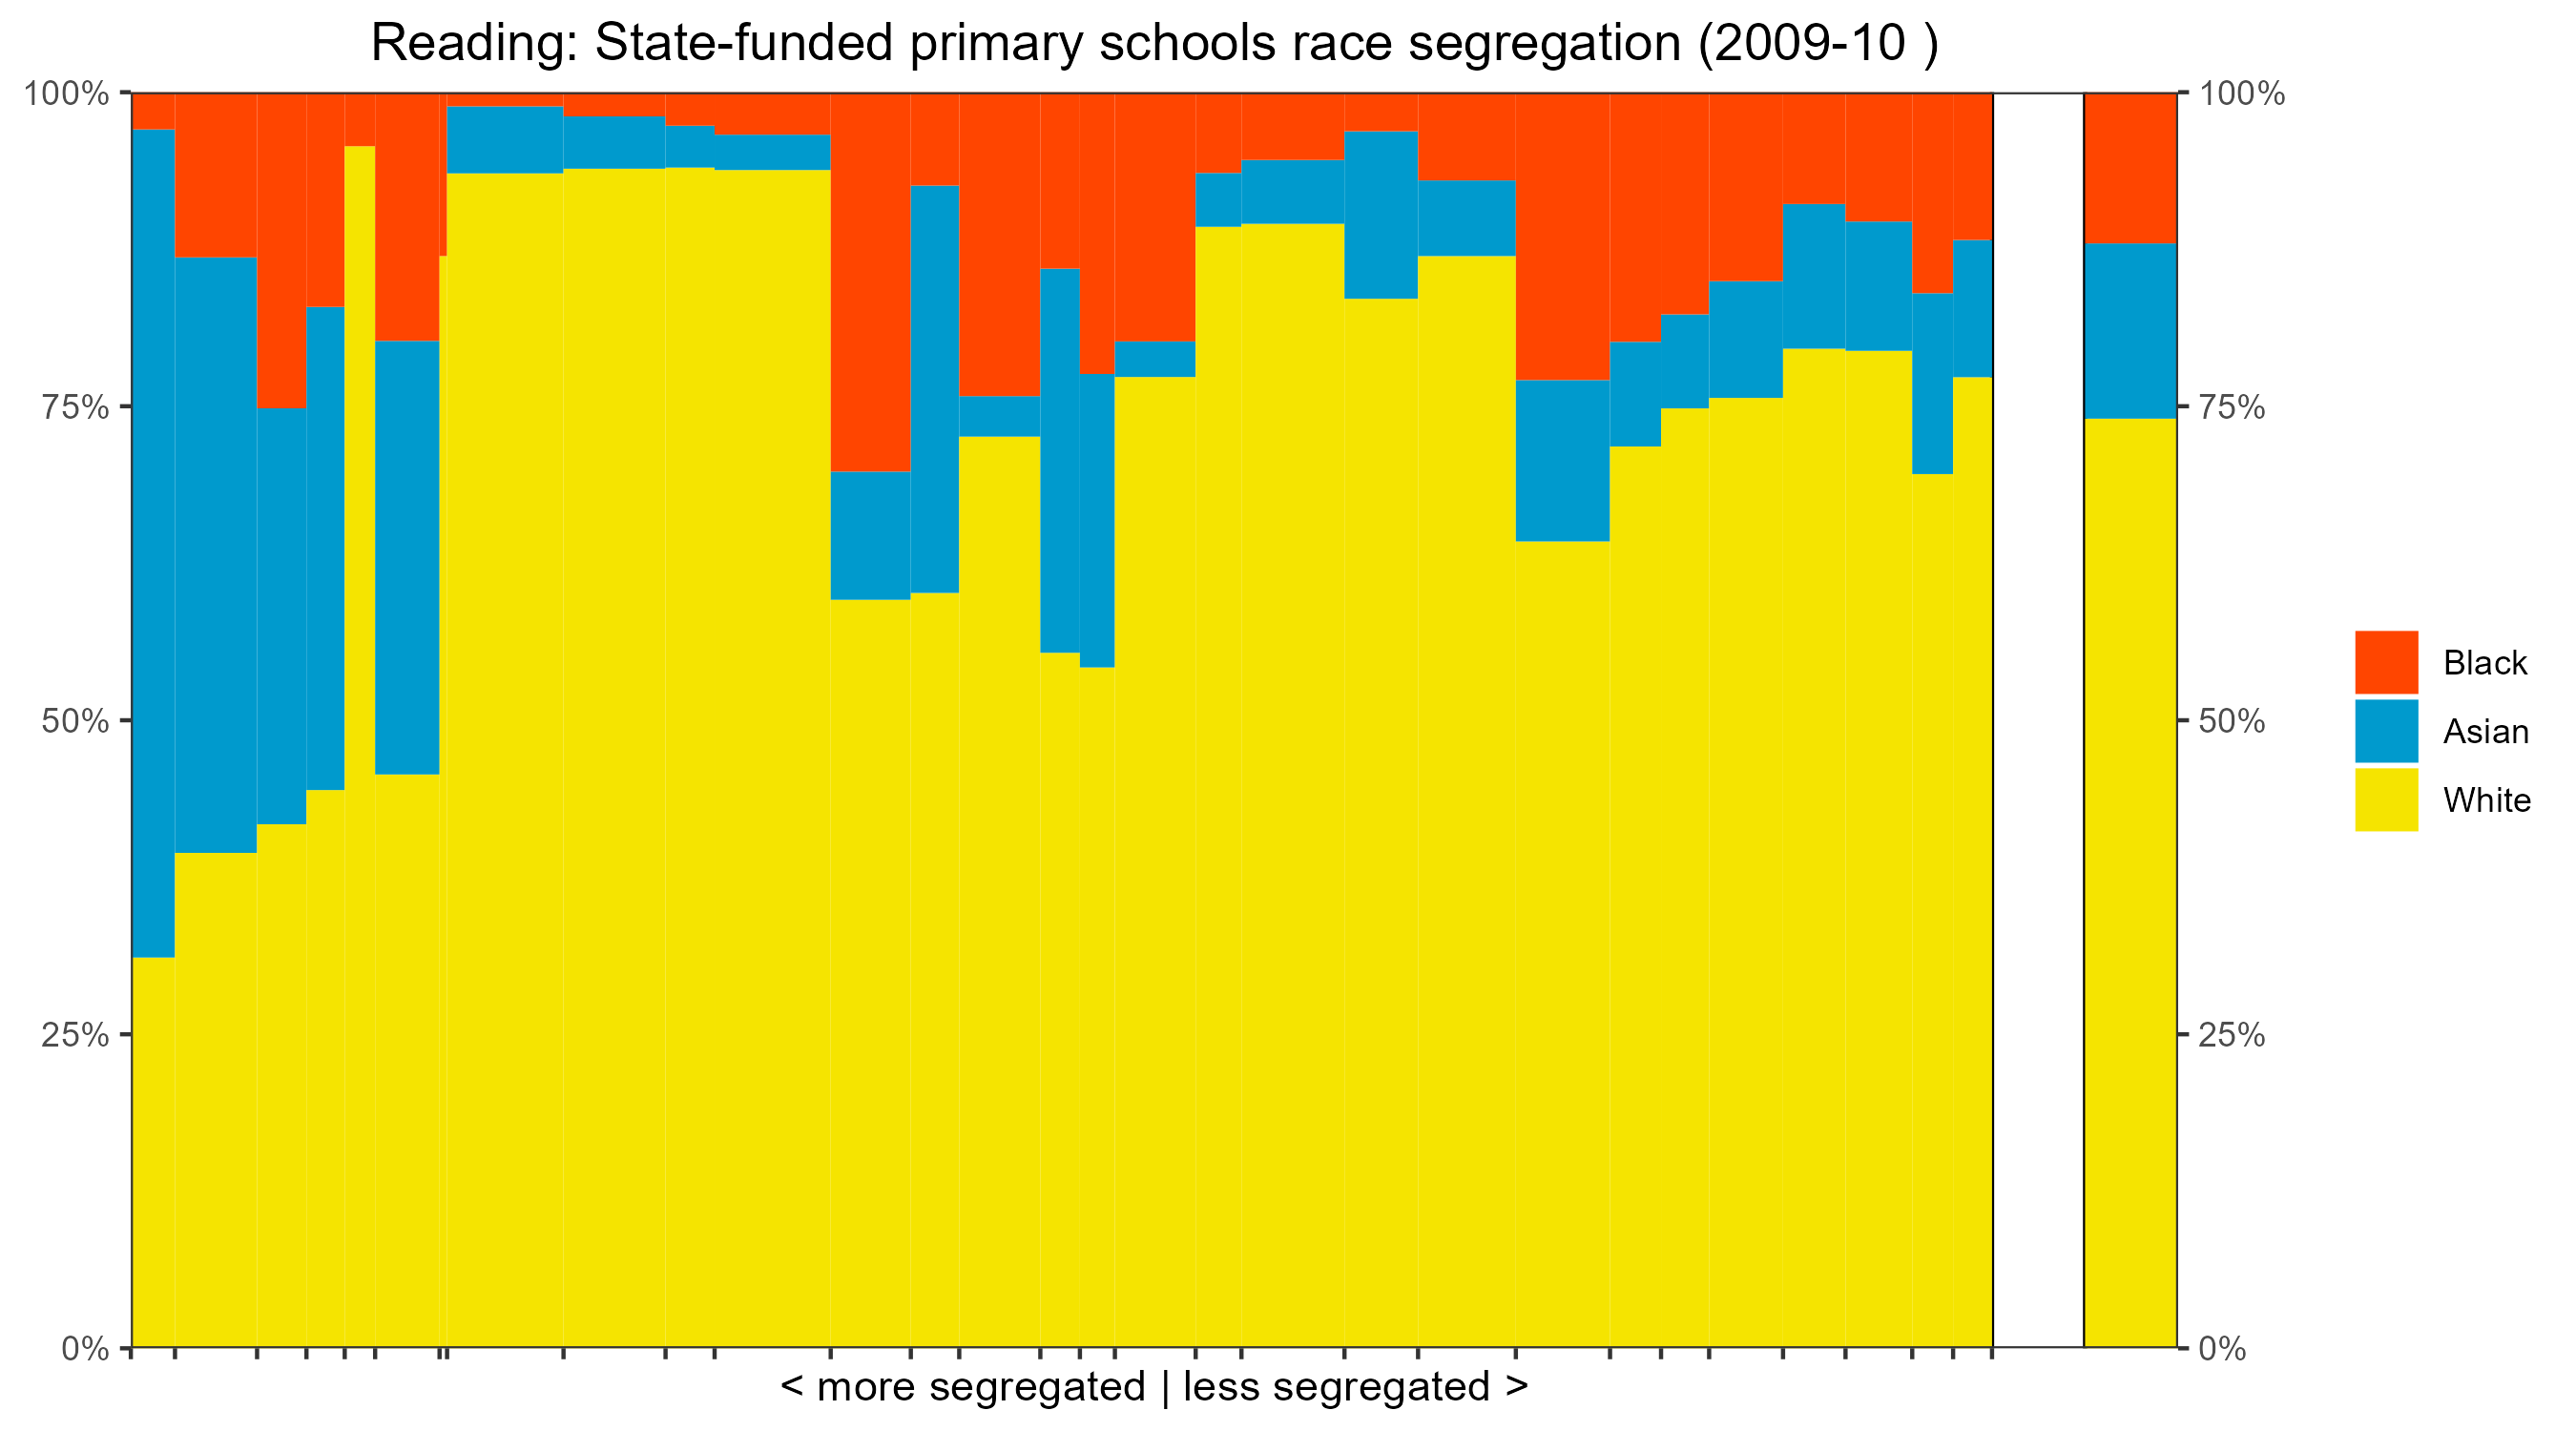 Reading: State-funded primary schools race segregation (2009-10 )
100%
75%
50%
25%
0%
100%
75%
50%
25%
0%
Black
Asian
White
< more segregated | less segregated >